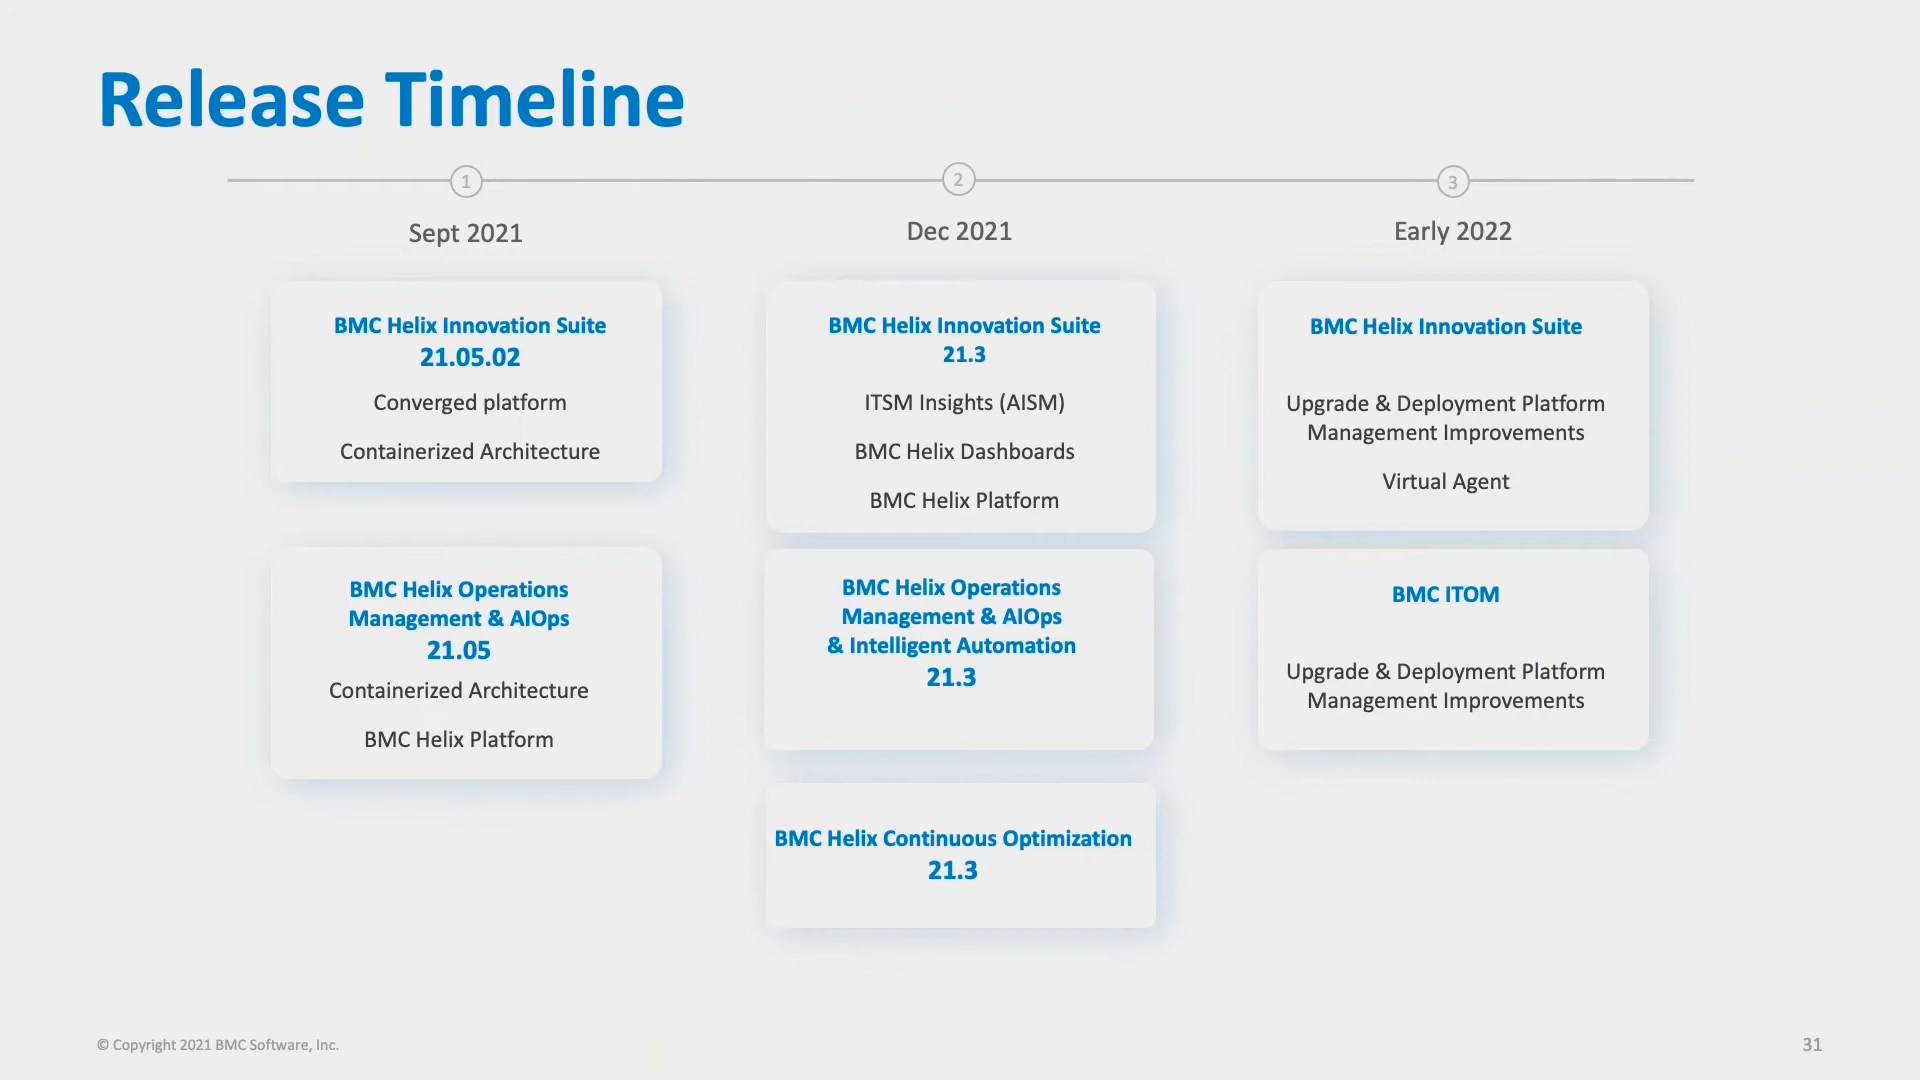 Release Timeline
1
2
3
Sept 2021
Dec 2021
Early 2022
BMC Helix Innovation Suite
21.05.02
Converged platform
Containerized Architecture
BMC Helix Operations
Management & AIOps
21.05
Containerized Architecture
BMC Helix Platform
BMC Helix Innovation Suite
21.3
ITSM Insights (AISM)
BMC Helix Dashboards
BMC Helix Platform
BMC Helix Operations
Management & AIOps
& Intelligent Automation
21.3
BMC Helix Continuous Optimization
21.3
BMC Helix Innovation Suite
Upgrade & Deployment Platform
Management Improvements
Virtual Agent
BMC ITOM
Upgrade & Deployment Platform
Management Improvements
© Copyright 2021 BMC Software, Inc.
31